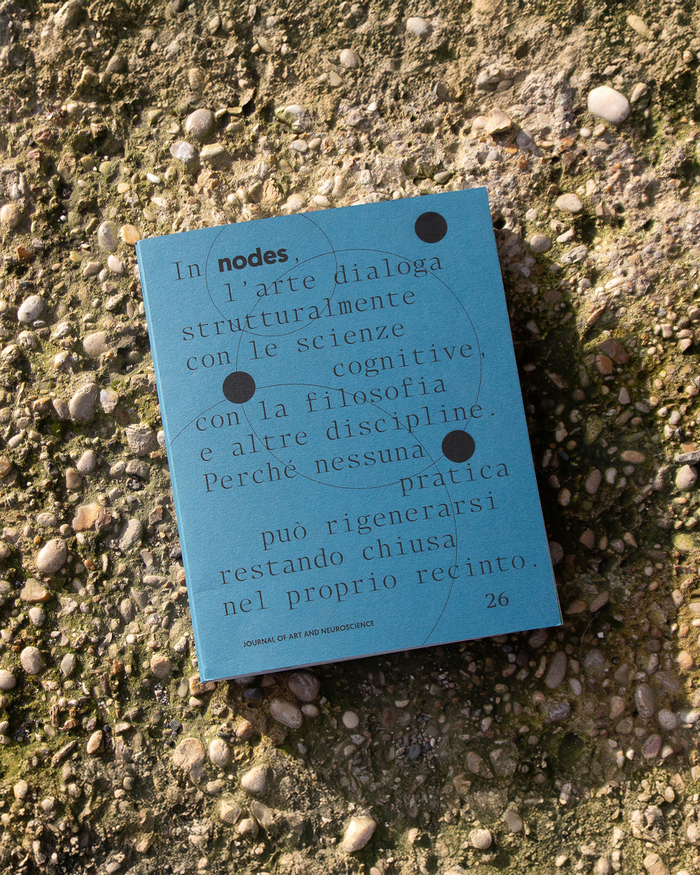 In nodes,
l'arte dialoga
strutturalmente
con le scienze
cognitive,
con la filosofia
e altre discipline.
Perché nessuna
pratica
può rigenerarsi
restando chiusa
nel proprio recinto.
26
JOURNAL OF ART AND NEUROSCIENCE